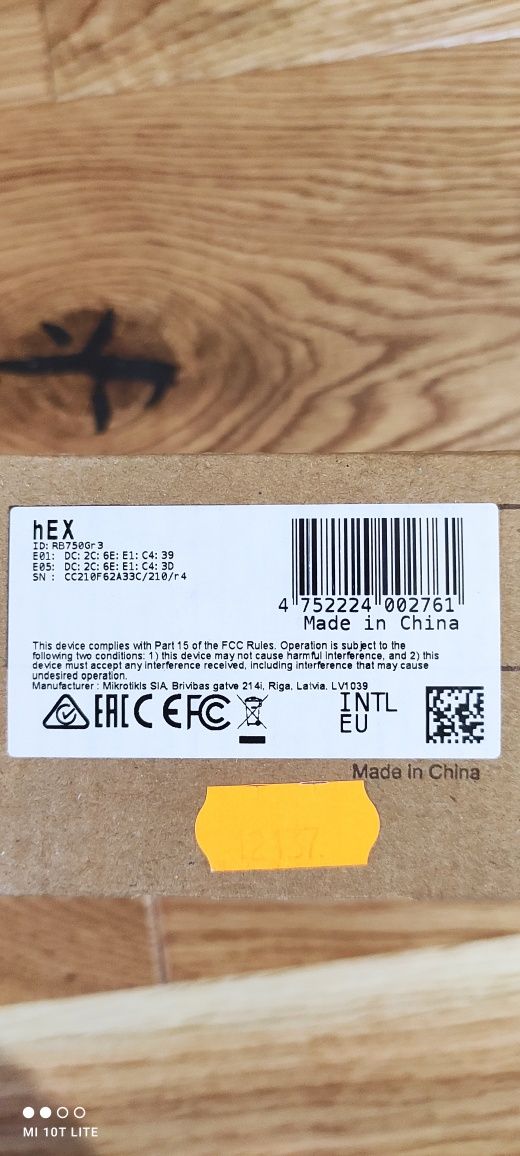 hEX
ID: RB750Gr3
E01: DC:2C:6E:E1:C4:39
E05: DC:2C:6E:E1:C4:3D
SN : CC210F62A33C/210/r4
4 752224 002761
Made in China
This device complies with Part 15 of the FCC Rules. Operation is subject to the
following two conditions: 1) this device may not cause harmful interference, and 2) this
device must accept any interference received, including interference that may cause
undesired operation.
Manufacturer : Mikrotikls SIA, Brivibas gatve 214i, Riga, Latvia, LV1039
EAC CE FC
INTL
EU
Made in China
MI 10T LITE